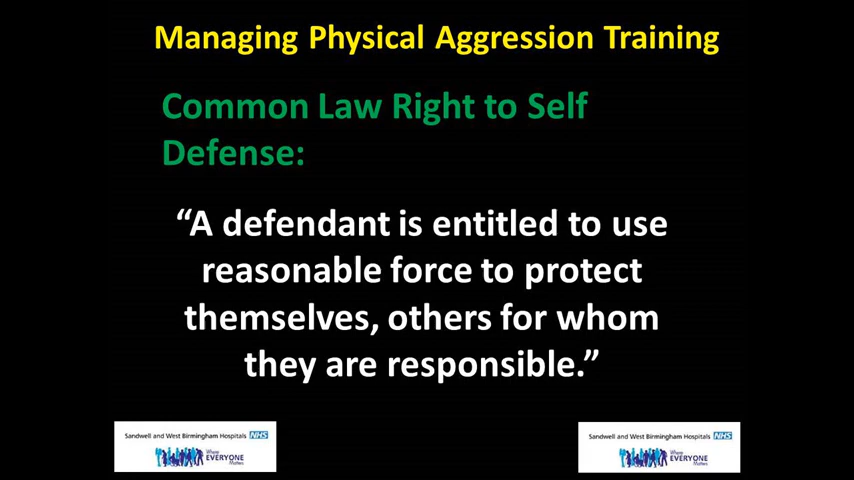 Managing Physical Aggression Training
Common Law Right to Self
Defense:
“A defendant is entitled to use
reasonable force to protect
themselves, others for whom
they are responsible.”
Sandwell and West Birmingham Hospitals NHS
Where
EVERYONE
Matters
Sandwell and West Birmingham Hospitals NHS
Where
EVERYONE
Matters